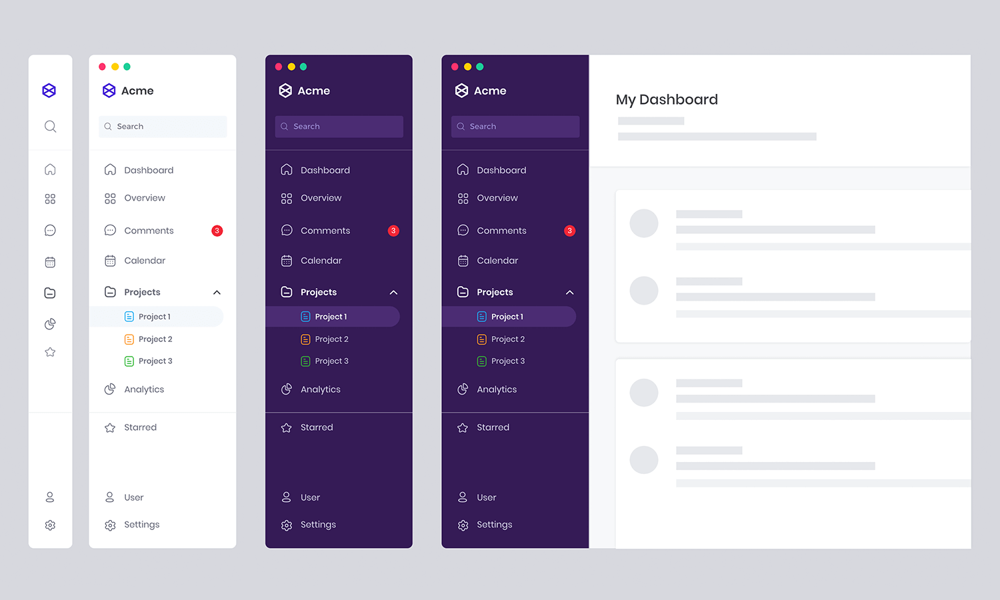 Acme
Search
Dashboard
Overview
Comments 3
Calendar
Projects
Project 1
Project 2
Project 3
Analytics
Starred
User
Settings
Acme
Search
Dashboard
Overview
Comments 3
Calendar
Projects
Project 1
Project 2
Project 3
Analytics
Starred
User
Settings
Acme
Search
Dashboard
Overview
Comments 3
Calendar
Projects
Project 1
Project 2
Project 3
Analytics
Starred
User
Settings
My Dashboard